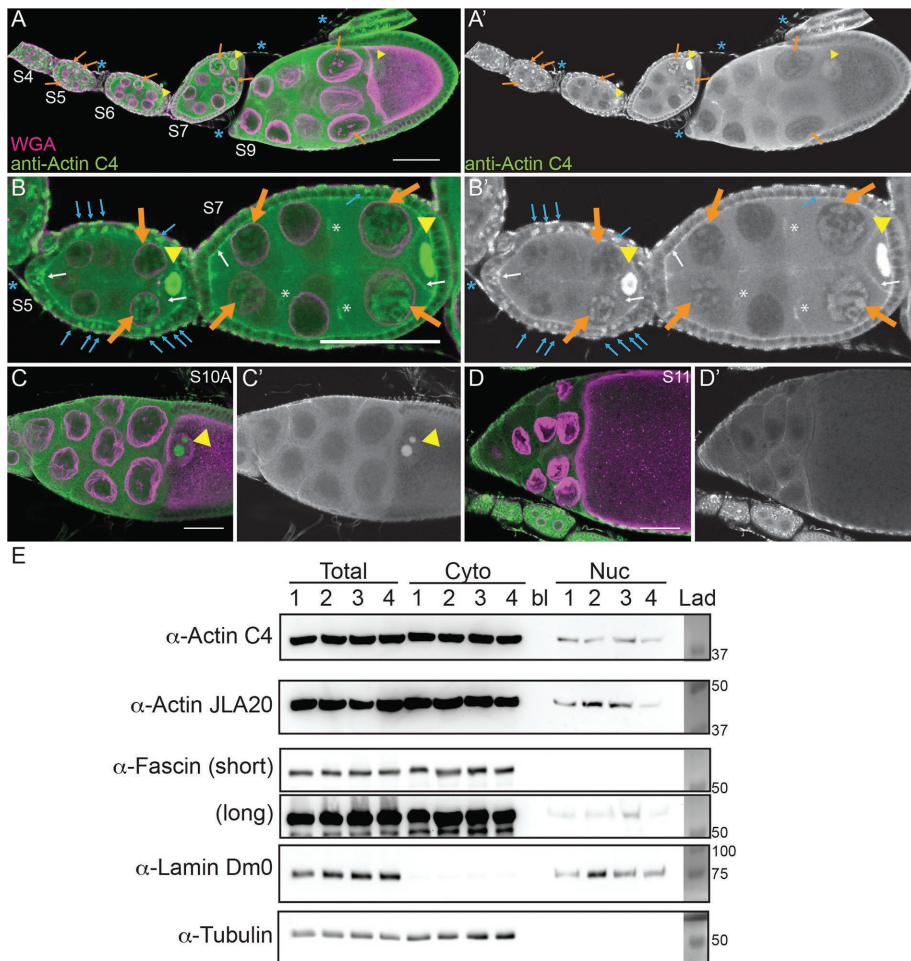 A
A'
S4
S5
S6
S7
S9
WGA
anti-Actin C4
anti-Actin C4
B
S7
B'
S5
C
S10A
C'
D
S11
D'
E
Total Cyto Nuc
1 2 3 4 1 2 3 4 bl 1 2 3 4 Lad
α-Actin C4
37
50
α-Actin JLA20
37
α-Fascin (short)
50
(long)
50
100
α-Lamin Dm0
75
α-Tubulin
50